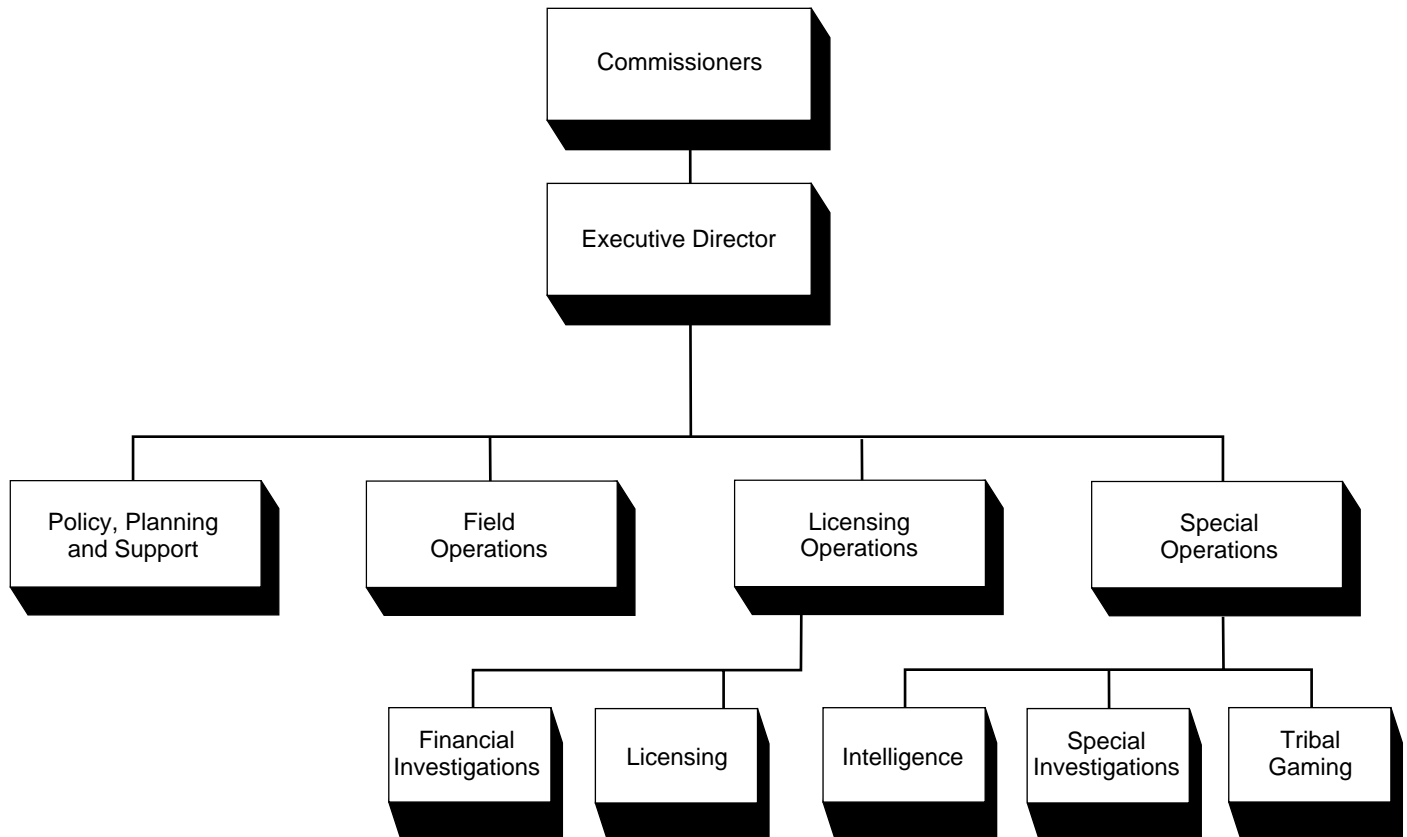 Commissioners
Executive Director
Policy, Planning
and Support
Field
Operations
Licensing
Operations
Special
Operations
Financial
Investigations
Licensing
Intelligence
Special
Investigations
Tribal
Gaming